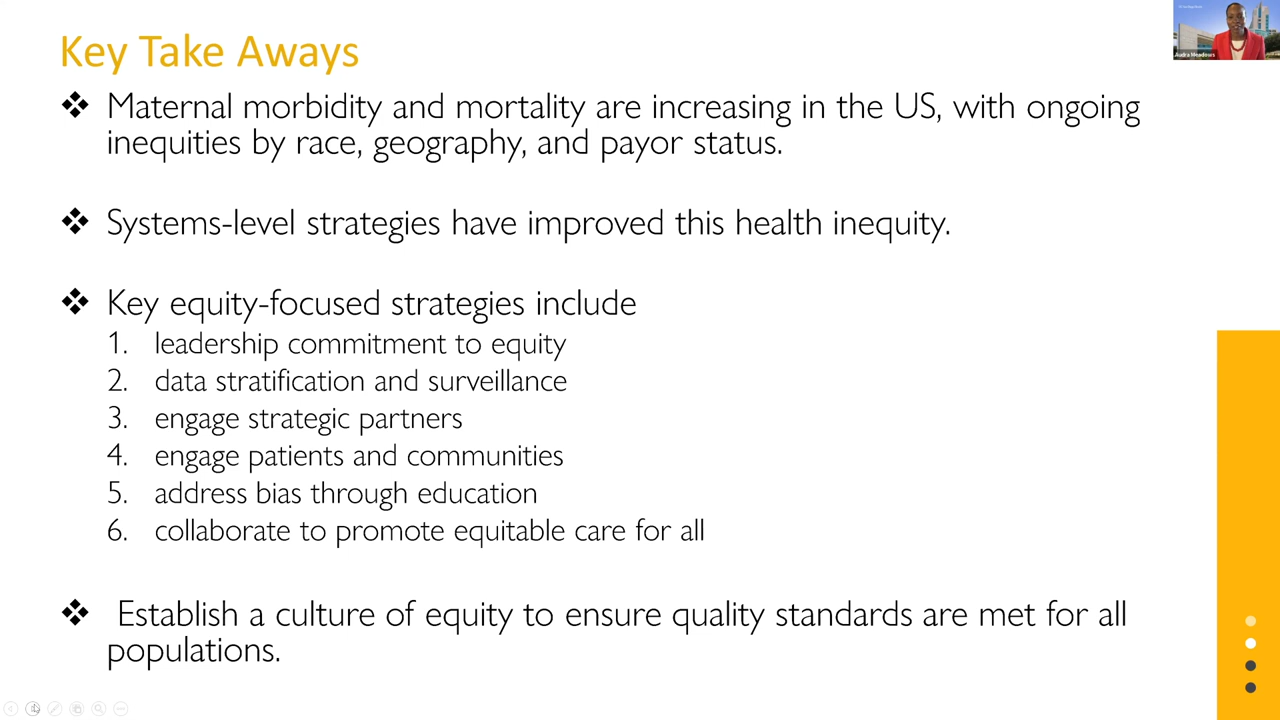 Key Take Aways
❖ Maternal morbidity and mortality are increasing in the US, with ongoing
inequities by race, geography, and payor status.
❖ Systems-level strategies have improved this health inequity.
❖ Key equity-focused strategies include
1. leadership commitment to equity
2. data stratification and surveillance
3. engage strategic partners
4. engage patients and communities
5. address bias through education
6. collaborate to promote equitable care for all
❖ Establish a culture of equity to ensure quality standards are met for all
populations.
Audra Meadows